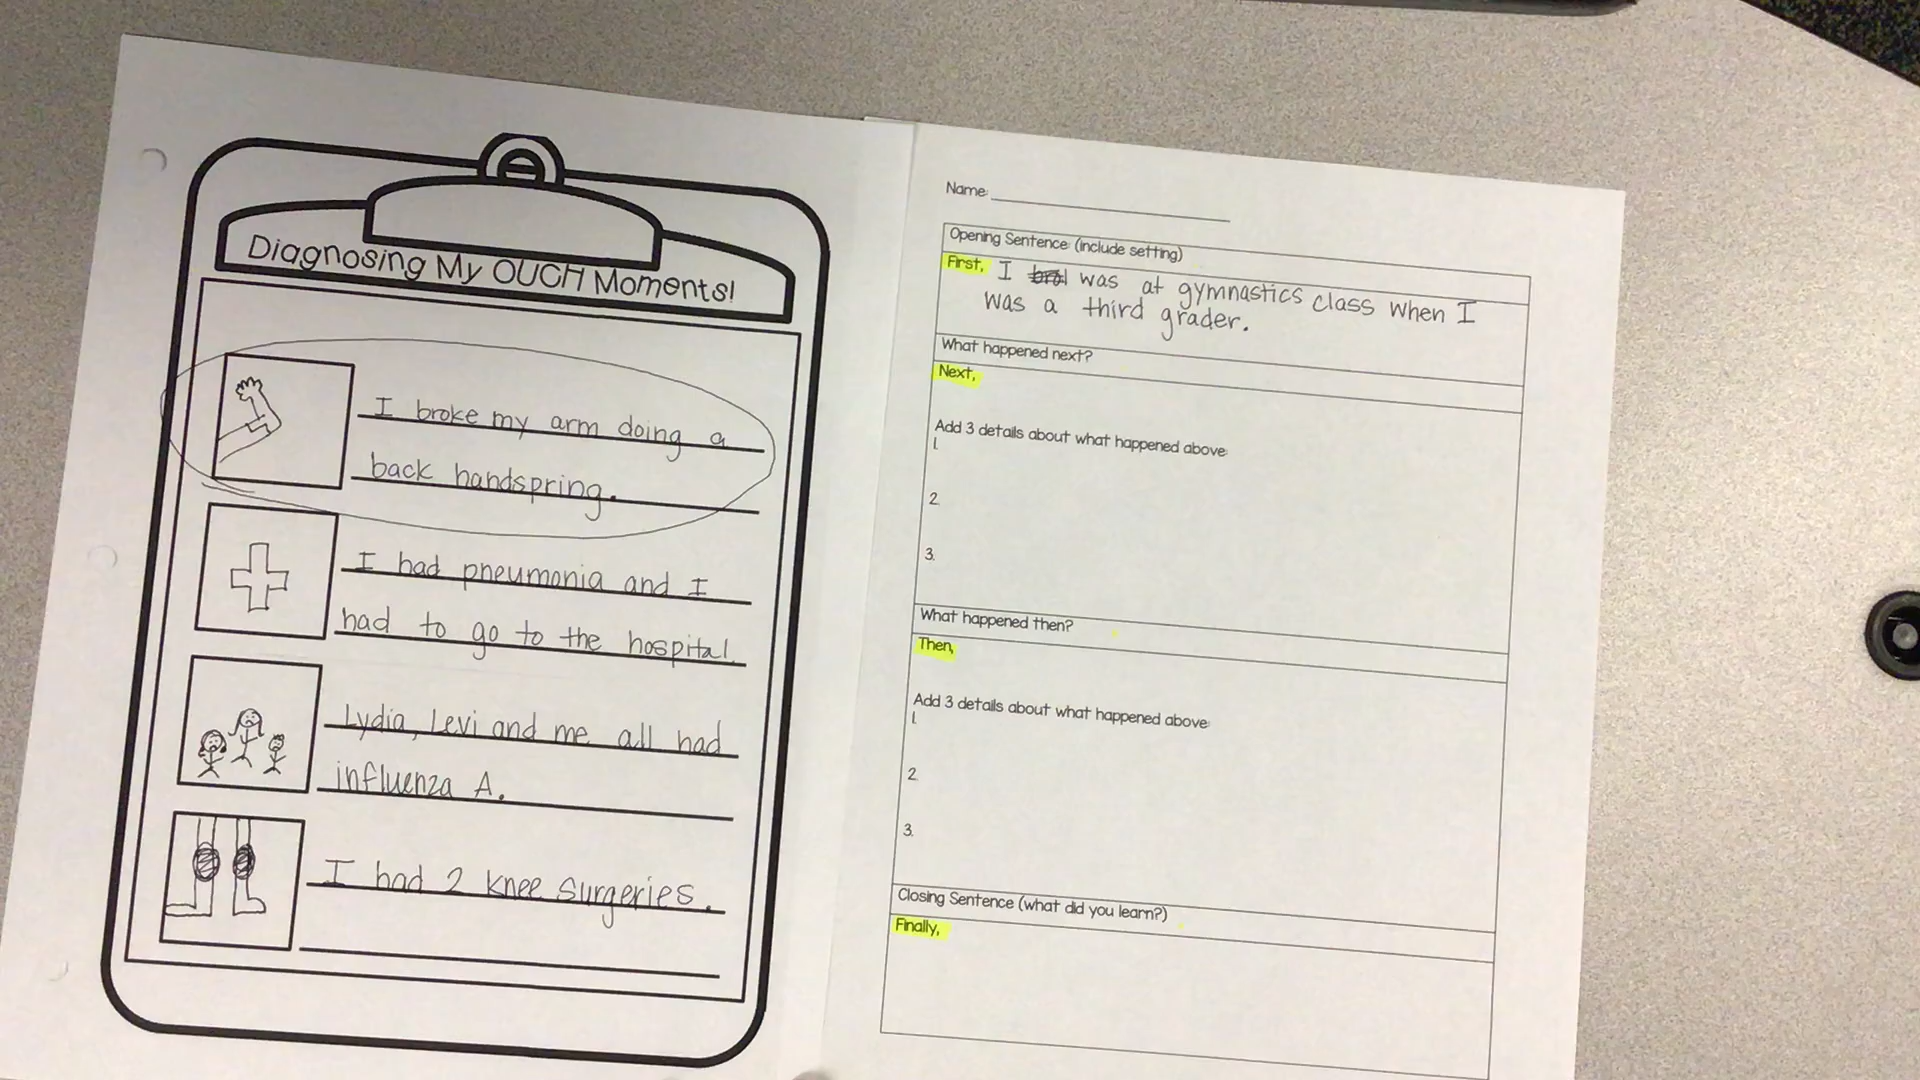 Diagnosing My OUCH Moments!
I broke my arm doing a
back handspring.
I had pneumonia and I
had to go to the hospital.
Lydia, Levi and me all had
influenza A.
I had 2 knee surgeries.
Name:
Opening Sentence: (include setting)
First, I was at gymnastics class when I
was a third grader.
What happened next?
Next,
Add 3 details about what happened above:
1.
2.
3.
What happened then?
Then,
Add 3 details about what happened above:
1.
2.
3.
Closing Sentence (what did you learn?)
Finally,